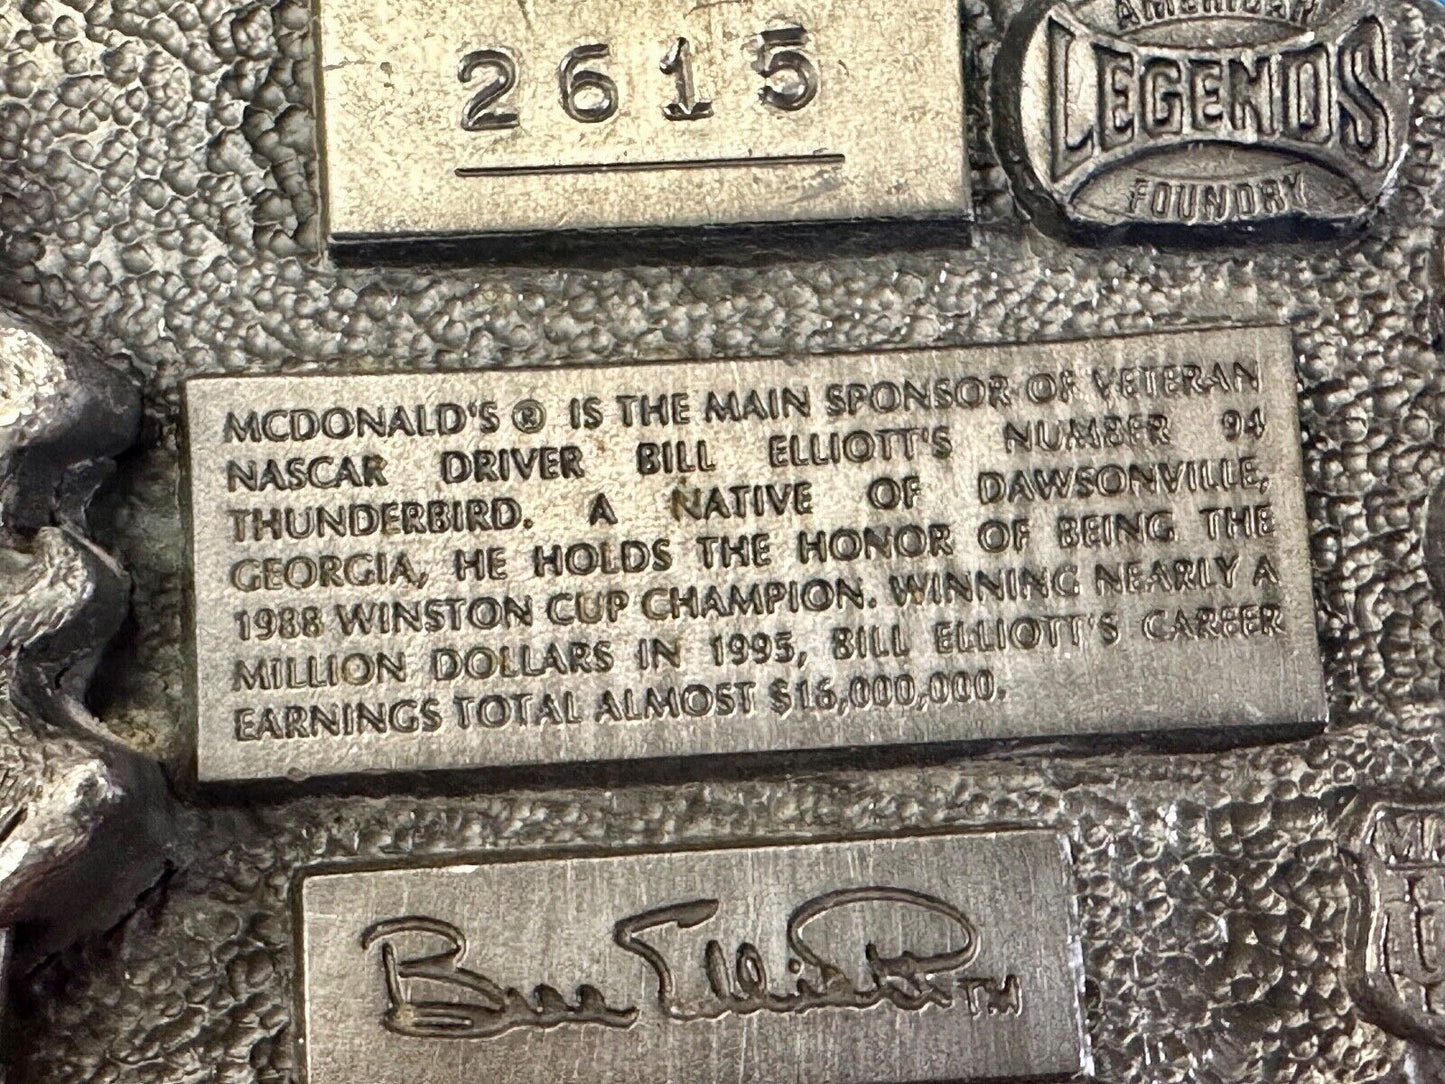 2615
AMERICAN
LEGENDS
FOUNDRY
MCDONALD'S ® IS THE MAIN SPONSOR OF VETERAN
NASCAR DRIVER BILL ELLIOTT'S NUMBER 94
THUNDERBIRD. A NATIVE OF DAWSONVILLE,
GEORGIA, HE HOLDS THE HONOR OF BEING THE
1988 WINSTON CUP CHAMPION. WINNING NEARLY A
MILLION DOLLARS IN 1995, BILL ELLIOTT'S CAREER
EARNINGS TOTAL ALMOST $16,000,000.
Bill Elliott TM